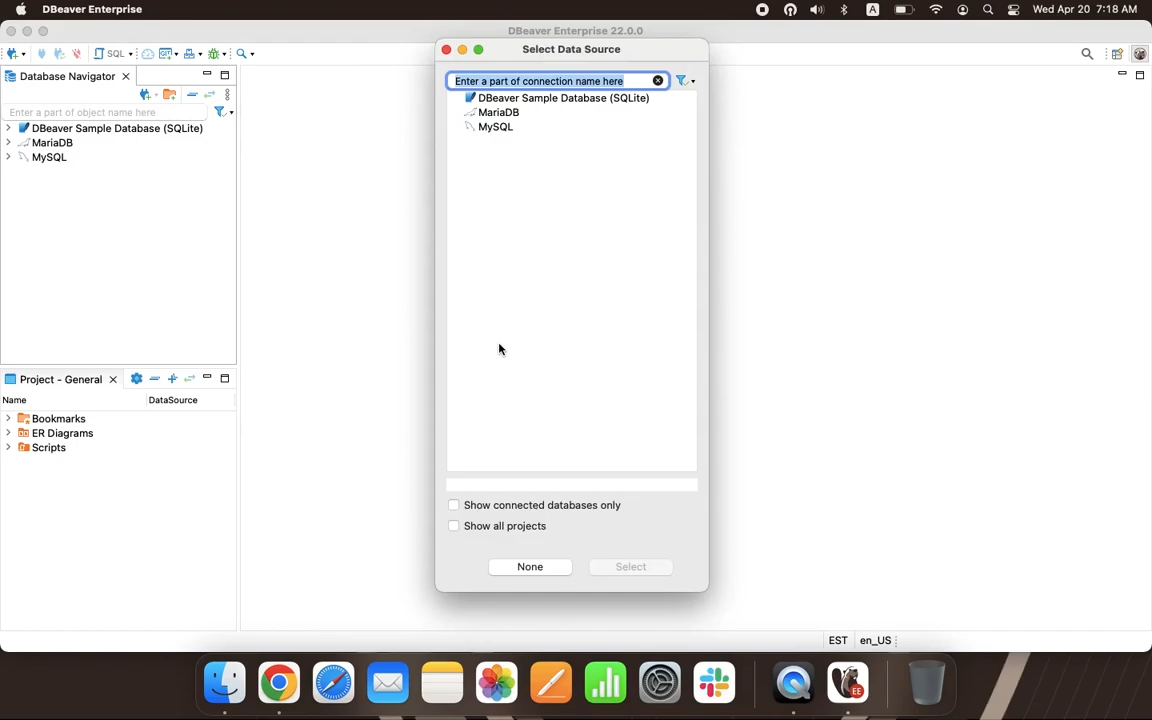 DBeaver Enterprise
A
Wed Apr 20 7:18 AM
DBeaver Enterprise 22.0.0
SQL
Database Navigator
Enter a part of object name here
DBeaver Sample Database (SQLite)
MariaDB
MySQL
Project - General
Name DataSource
Bookmarks
ER Diagrams
Scripts
Select Data Source
Enter a part of connection name here
DBeaver Sample Database (SQLite)
MariaDB
MySQL
Show connected databases only
Show all projects
None Select
EST en_US
EE